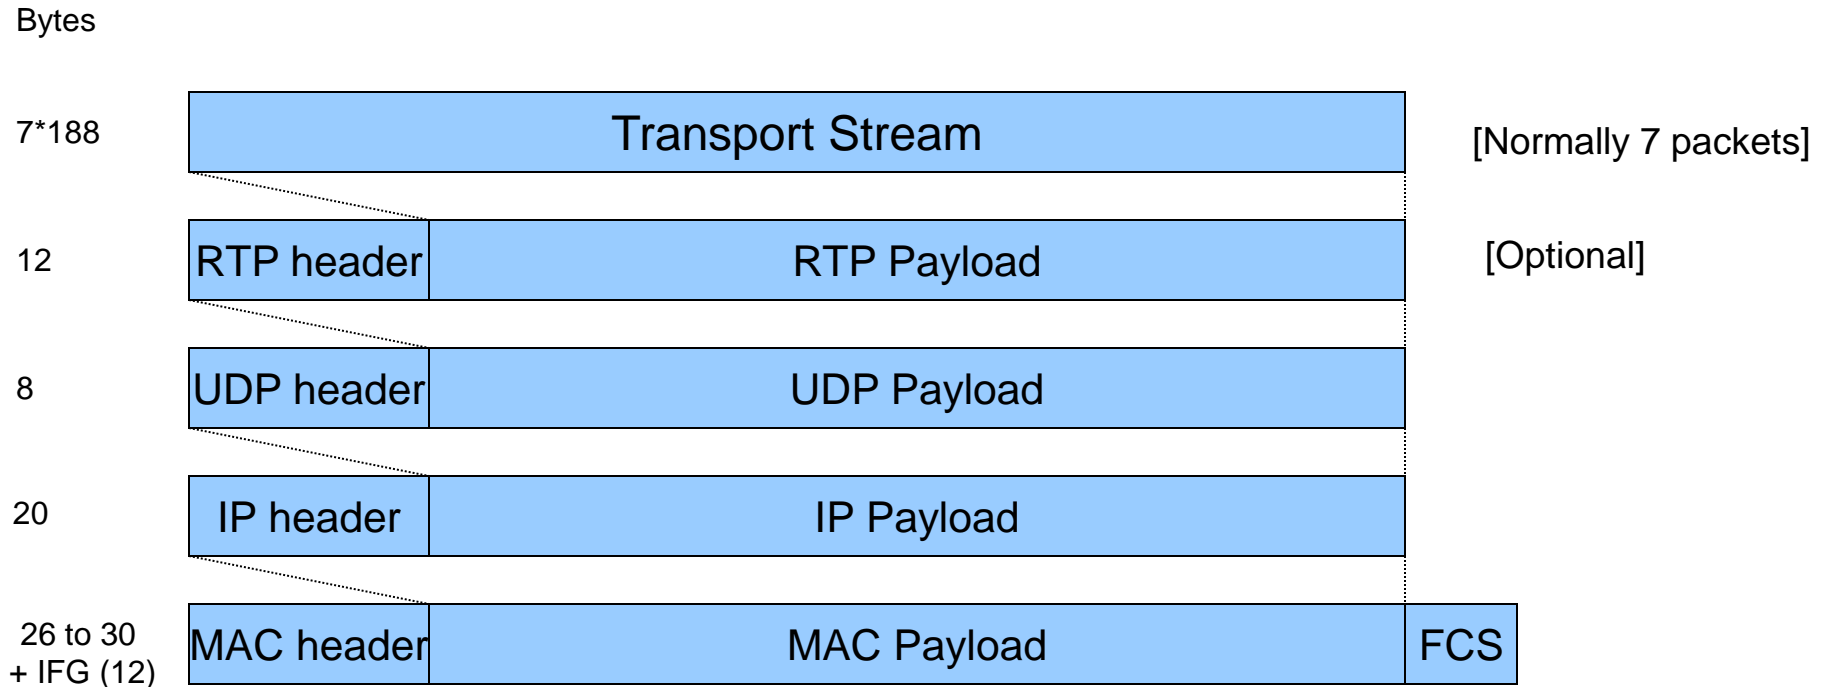 Bytes
7*188
Transport Stream
[Normally 7 packets]
12
RTP header
RTP Payload
[Optional]
8
UDP header
UDP Payload
20
IP header
IP Payload
26 to 30
+ IFG (12)
MAC header
MAC Payload
FCS